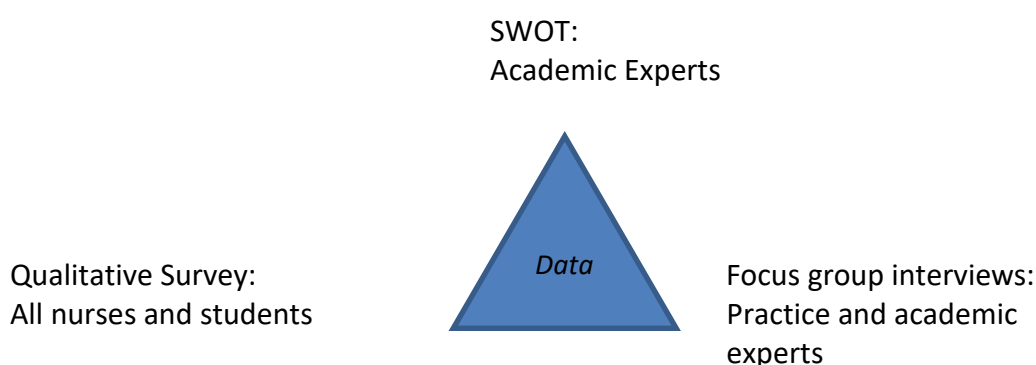 SWOT:
Academic Experts
Data
Qualitative Survey:
All nurses and students
Focus group interviews:
Practice and academic
experts